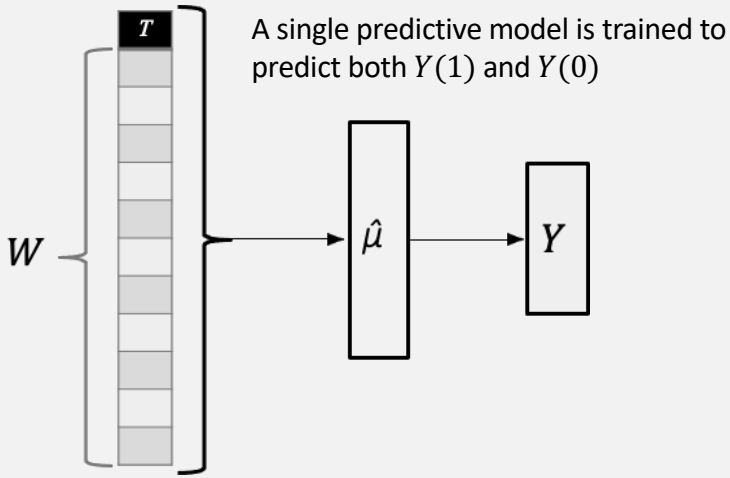 T
A single predictive model is trained to
predict both Y(1) and Y(0)
W
μ̂
Y